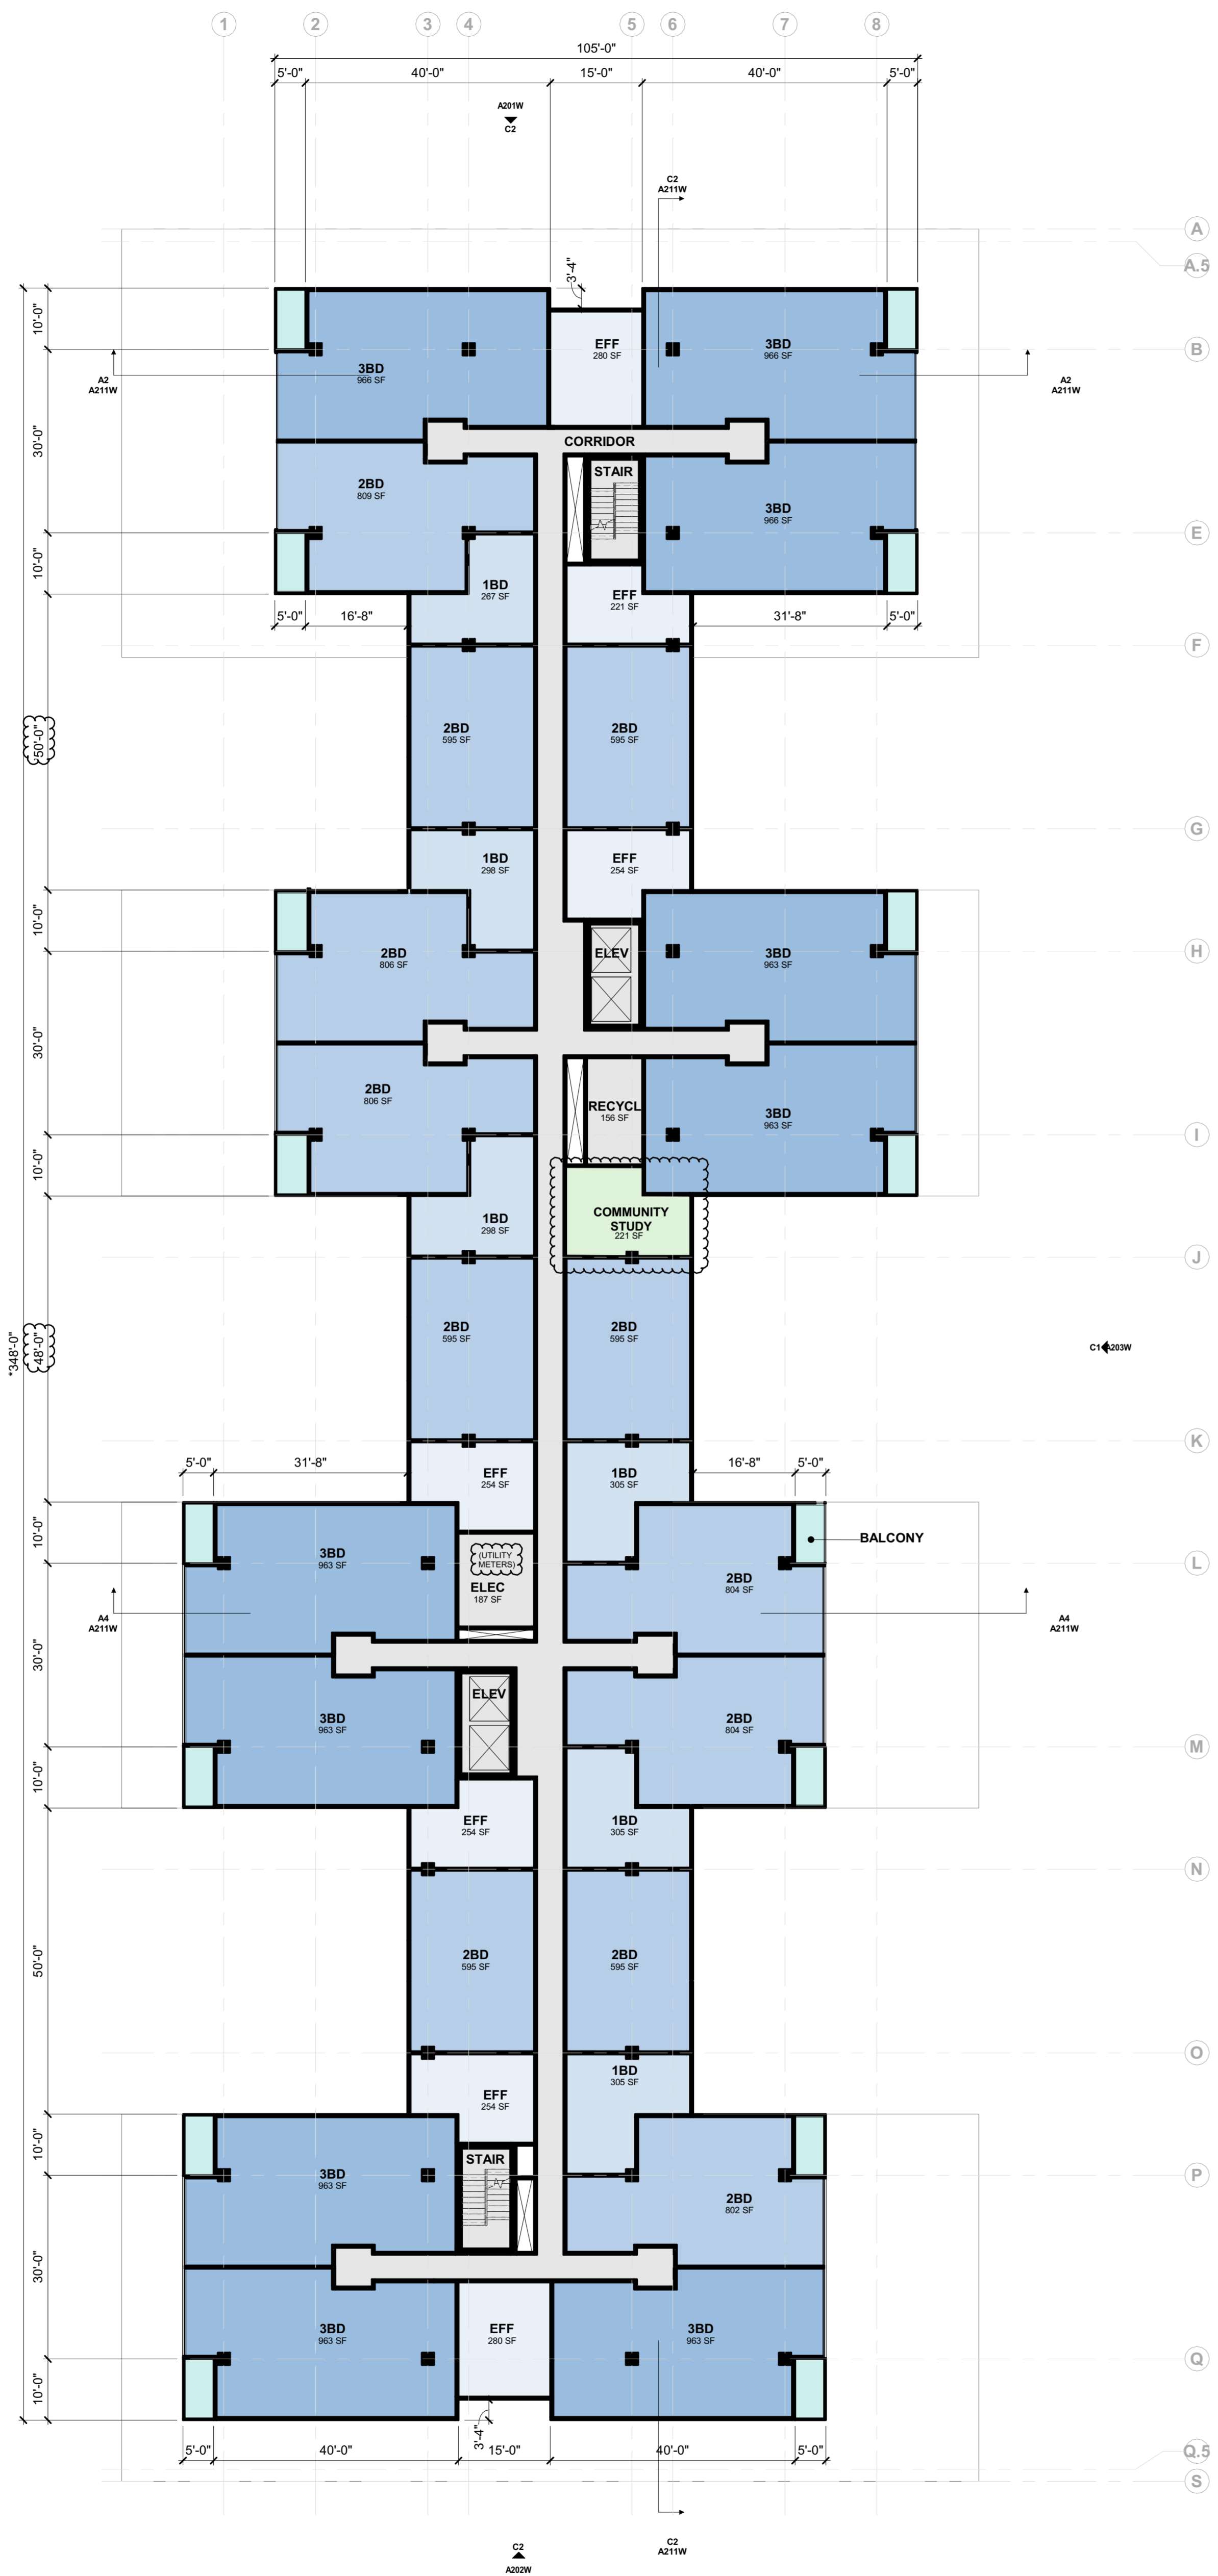 1 2 3 4 5 6 7 8
105'-0"
5'-0" 40'-0" 15'-0" 40'-0" 5'-0"
A201W
C2
C2
A211W
A
A.5
3'-4"
10'-0"
EFF
280 SF
3BD
966 SF
B
3BD
966 SF
A2
A211W
A2
A211W
30'-0"
CORRIDOR
STAIR
2BD
809 SF
3BD
966 SF
E
10'-0"
1BD
267 SF
EFF
221 SF
5'-0" 16'-8" 31'-8" 5'-0"
F
50'-0"
2BD
595 SF
2BD
595 SF
G
1BD
298 SF
EFF
254 SF
10'-0"
2BD
806 SF
ELEV
3BD
963 SF
H
30'-0"
2BD
806 SF
RECYCL
156 SF
3BD
963 SF
I
10'-0"
1BD
298 SF
COMMUNITY
STUDY
221 SF
J
*348'-0"
48'-0"
2BD
595 SF
2BD
595 SF
C1 A203W
K
5'-0" 31'-8" 16'-8" 5'-0"
EFF
254 SF
1BD
305 SF
10'-0"
3BD
963 SF
(UTILITY
METERS)
ELEC
187 SF
BALCONY
L
2BD
804 SF
A4
A211W
A4
A211W
30'-0"
3BD
963 SF
ELEV
2BD
804 SF
M
10'-0"
EFF
254 SF
1BD
305 SF
N
50'-0"
2BD
595 SF
2BD
595 SF
O
EFF
254 SF
1BD
305 SF
10'-0"
3BD
963 SF
STAIR
P
2BD
802 SF
30'-0"
3BD
963 SF
EFF
280 SF
3BD
963 SF
Q
10'-0"
3'-4"
5'-0" 40'-0" 15'-0" 40'-0" 5'-0"
Q.5
S
C2
A202W
C2
A211W